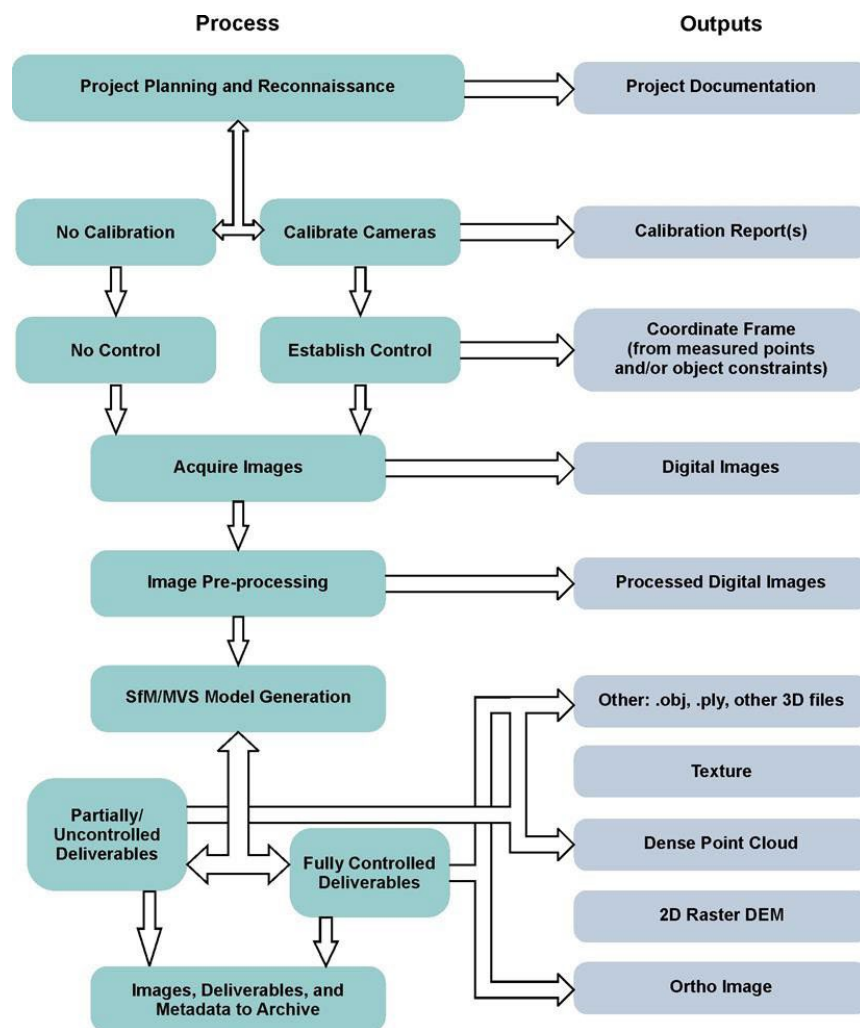 Process
Outputs
Project Planning and Reconnaissance
Project Documentation
No Calibration
Calibrate Cameras
Calibration Report(s)
No Control
Establish Control
Coordinate Frame
(from measured points
and/or object constraints)
Acquire Images
Digital Images
Image Pre-processing
Processed Digital Images
SfM/MVS Model Generation
Other: .obj, .ply, other 3D files
Texture
Partially/
Uncontrolled
Deliverables
Dense Point Cloud
Fully Controlled
Deliverables
2D Raster DEM
Images, Deliverables, and
Metadata to Archive
Ortho Image